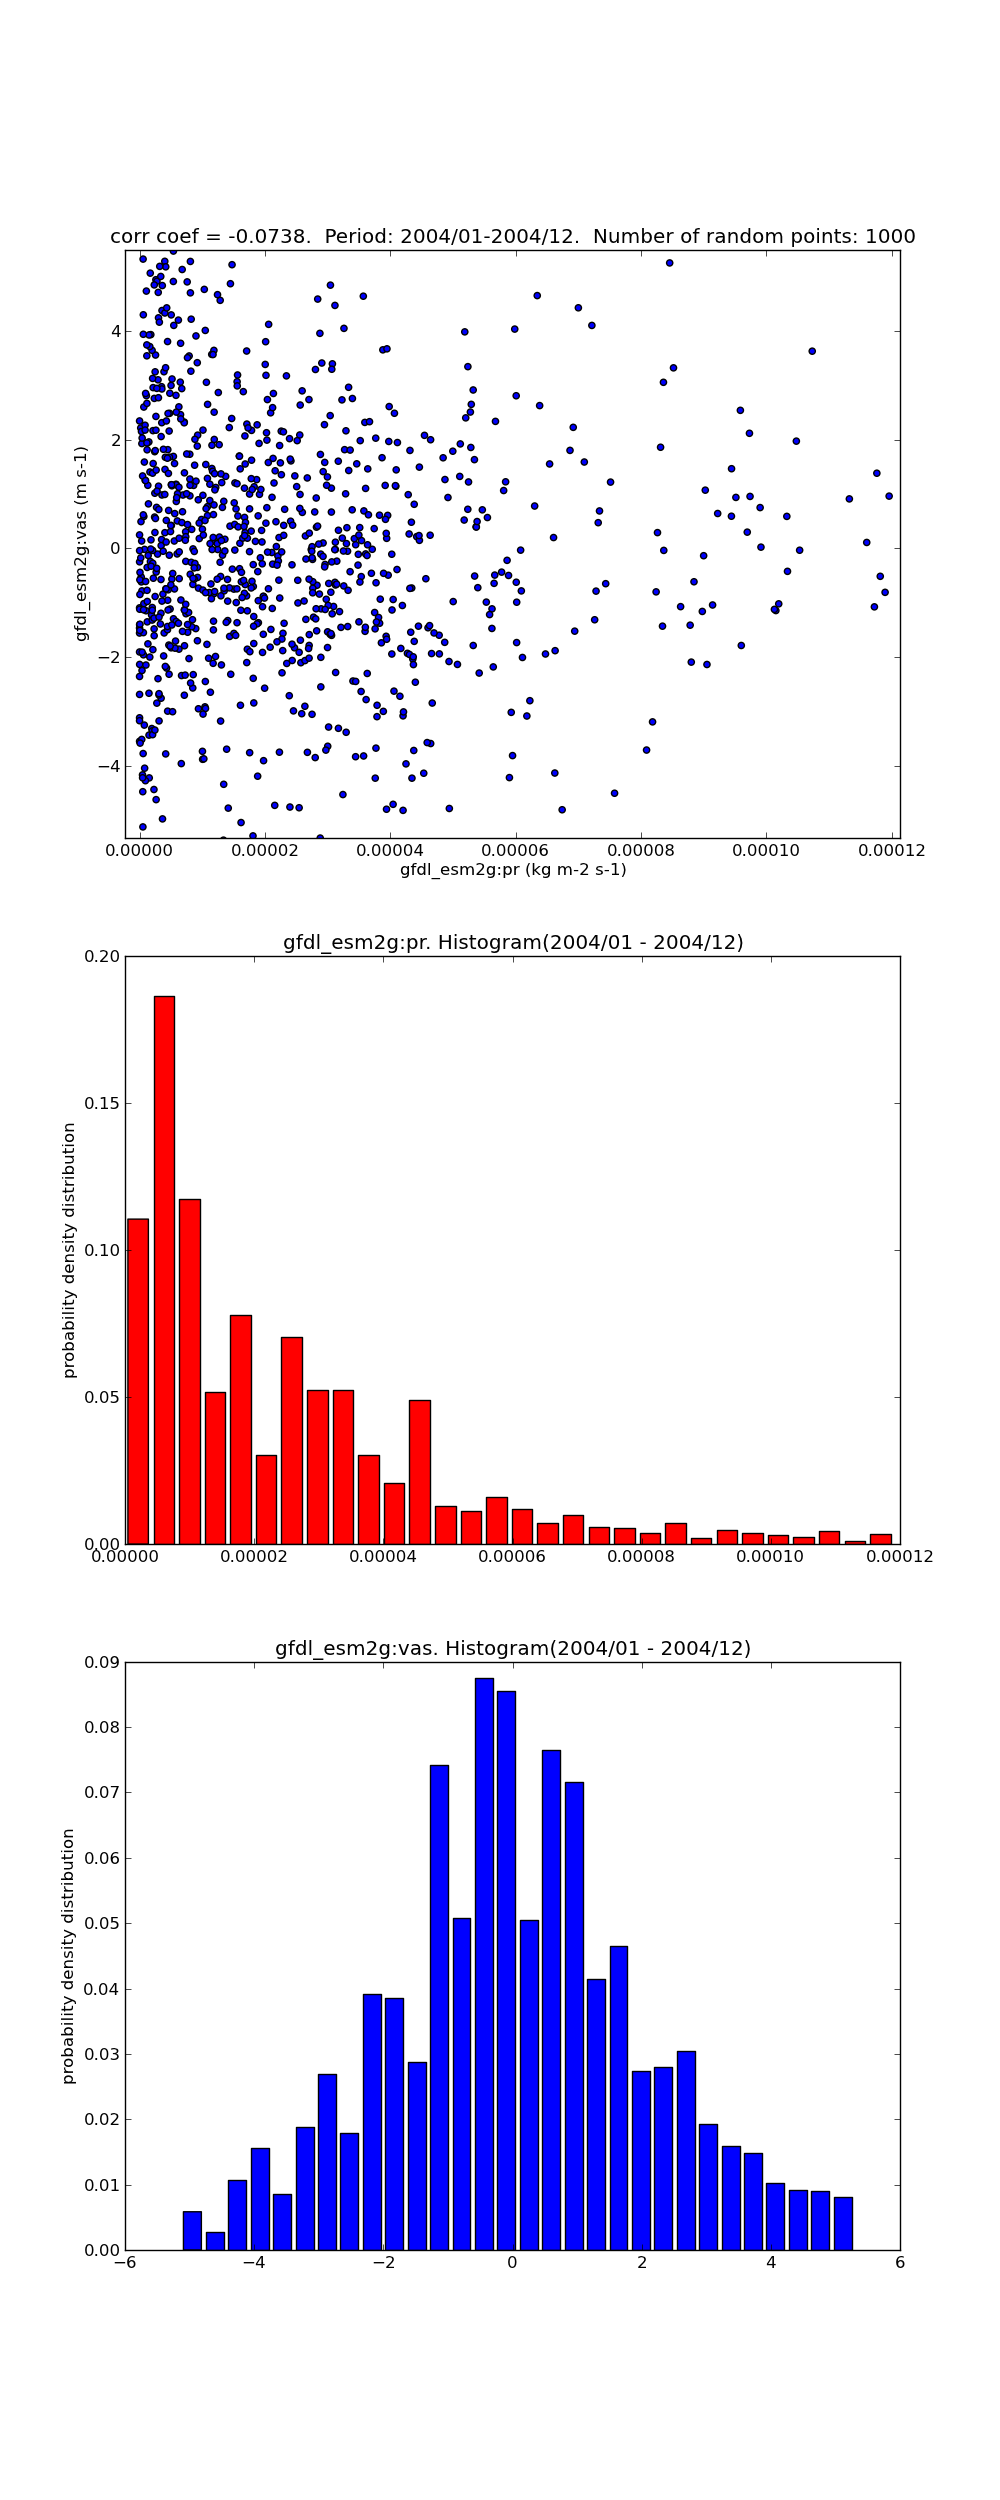 corr coef = -0.0738.  Period: 2004/01-2004/12.  Number of random points: 1000
gfdl_esm2g:vas (m s-1)
4
2
0
−2
−4
0.00000 0.00002 0.00004 0.00006 0.00008 0.00010 0.00012
gfdl_esm2g:pr (kg m-2 s-1)
gfdl_esm2g:pr. Histogram(2004/01 - 2004/12)
probability density distribution
0.20
0.15
0.10
0.05
0.00
0.00000 0.00002 0.00004 0.00006 0.00008 0.00010 0.00012
gfdl_esm2g:vas. Histogram(2004/01 - 2004/12)
probability density distribution
0.09
0.08
0.07
0.06
0.05
0.04
0.03
0.02
0.01
0.00
−6 −4 −2 0 2 4 6